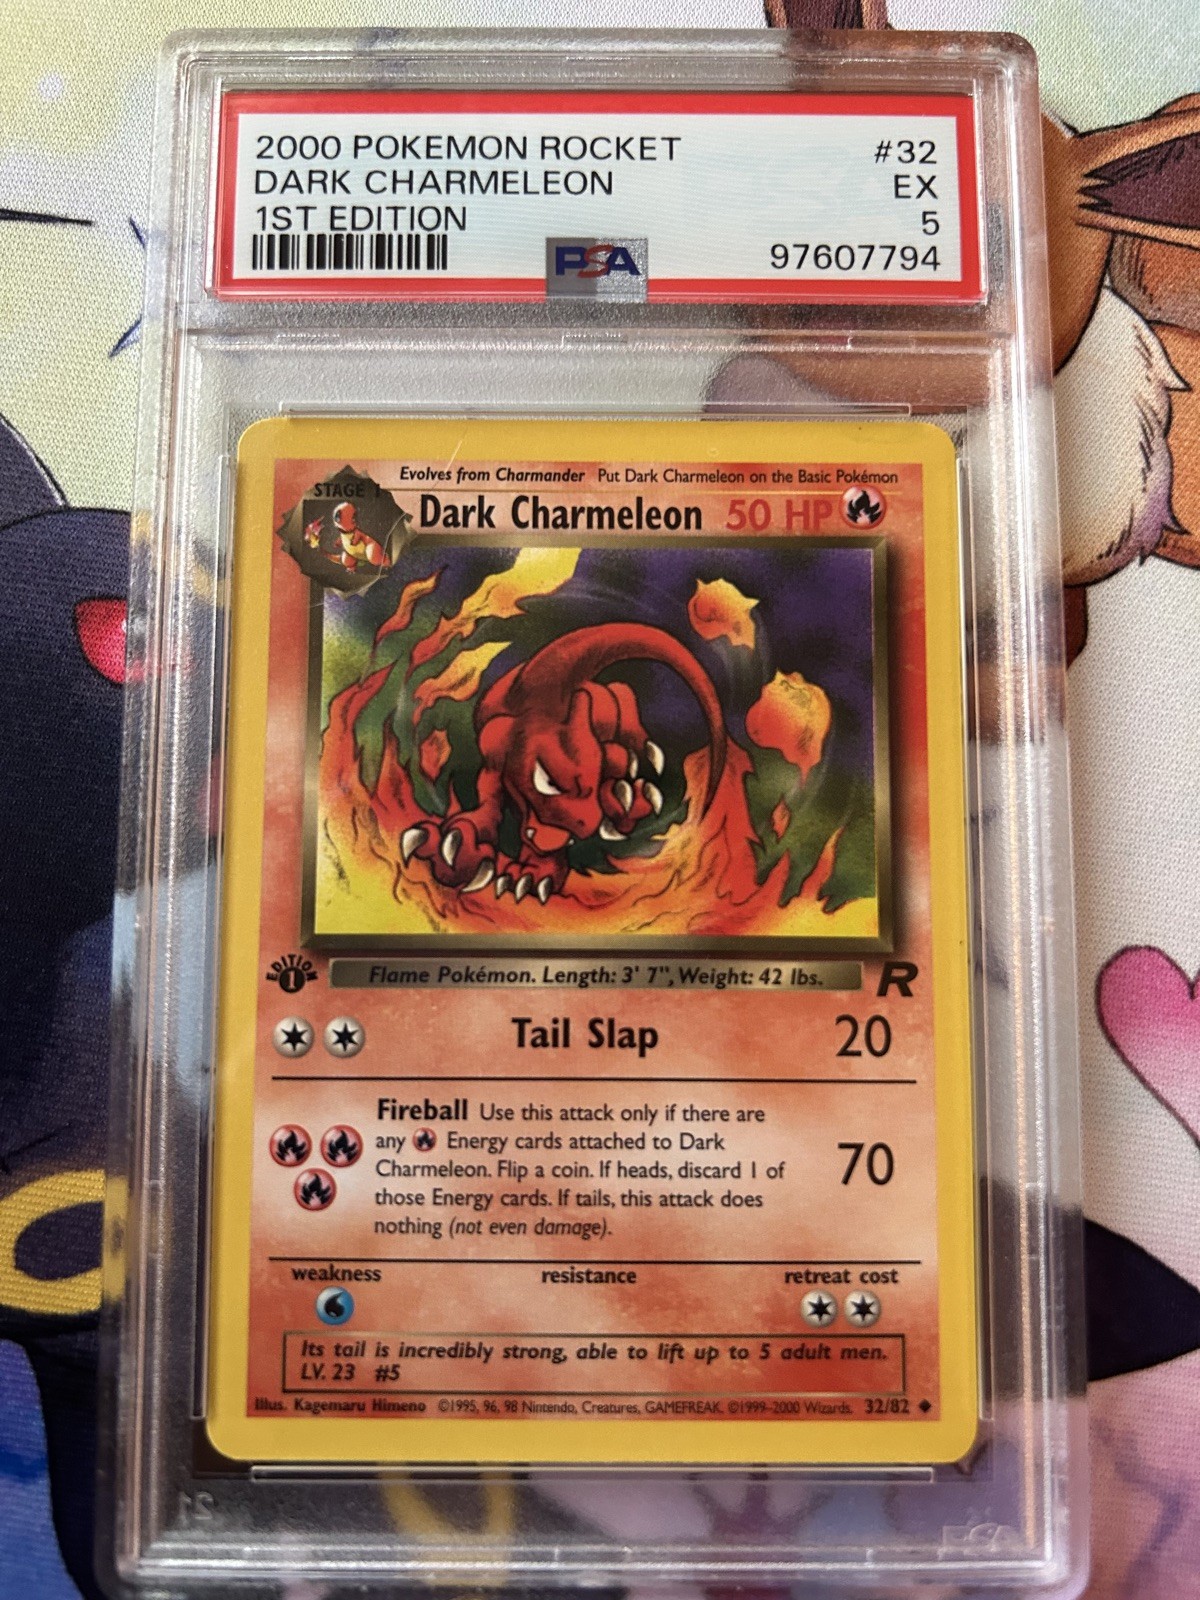 2000 POKEMON ROCKET #32
DARK CHARMELEON EX
1ST EDITION 5
PSA 97607794
Evolves from Charmander Put Dark Charmeleon on the Basic Pokémon
STAGE 1
Dark Charmeleon 50 HP
EDITION 1
Flame Pokémon. Length: 3' 7", Weight: 42 lbs. R
Tail Slap 20
Fireball Use this attack only if there are
any Energy cards attached to Dark
Charmeleon. Flip a coin. If heads, discard 1 of
those Energy cards. If tails, this attack does
nothing (not even damage).
70
weakness resistance retreat cost
Its tail is incredibly strong, able to lift up to 5 adult men.
LV. 23 #5
Illus. Kagemaru Himeno ©1995, 96, 98 Nintendo, Creatures, GAMEFREAK. ©1999-2000 Wizards. 32/82